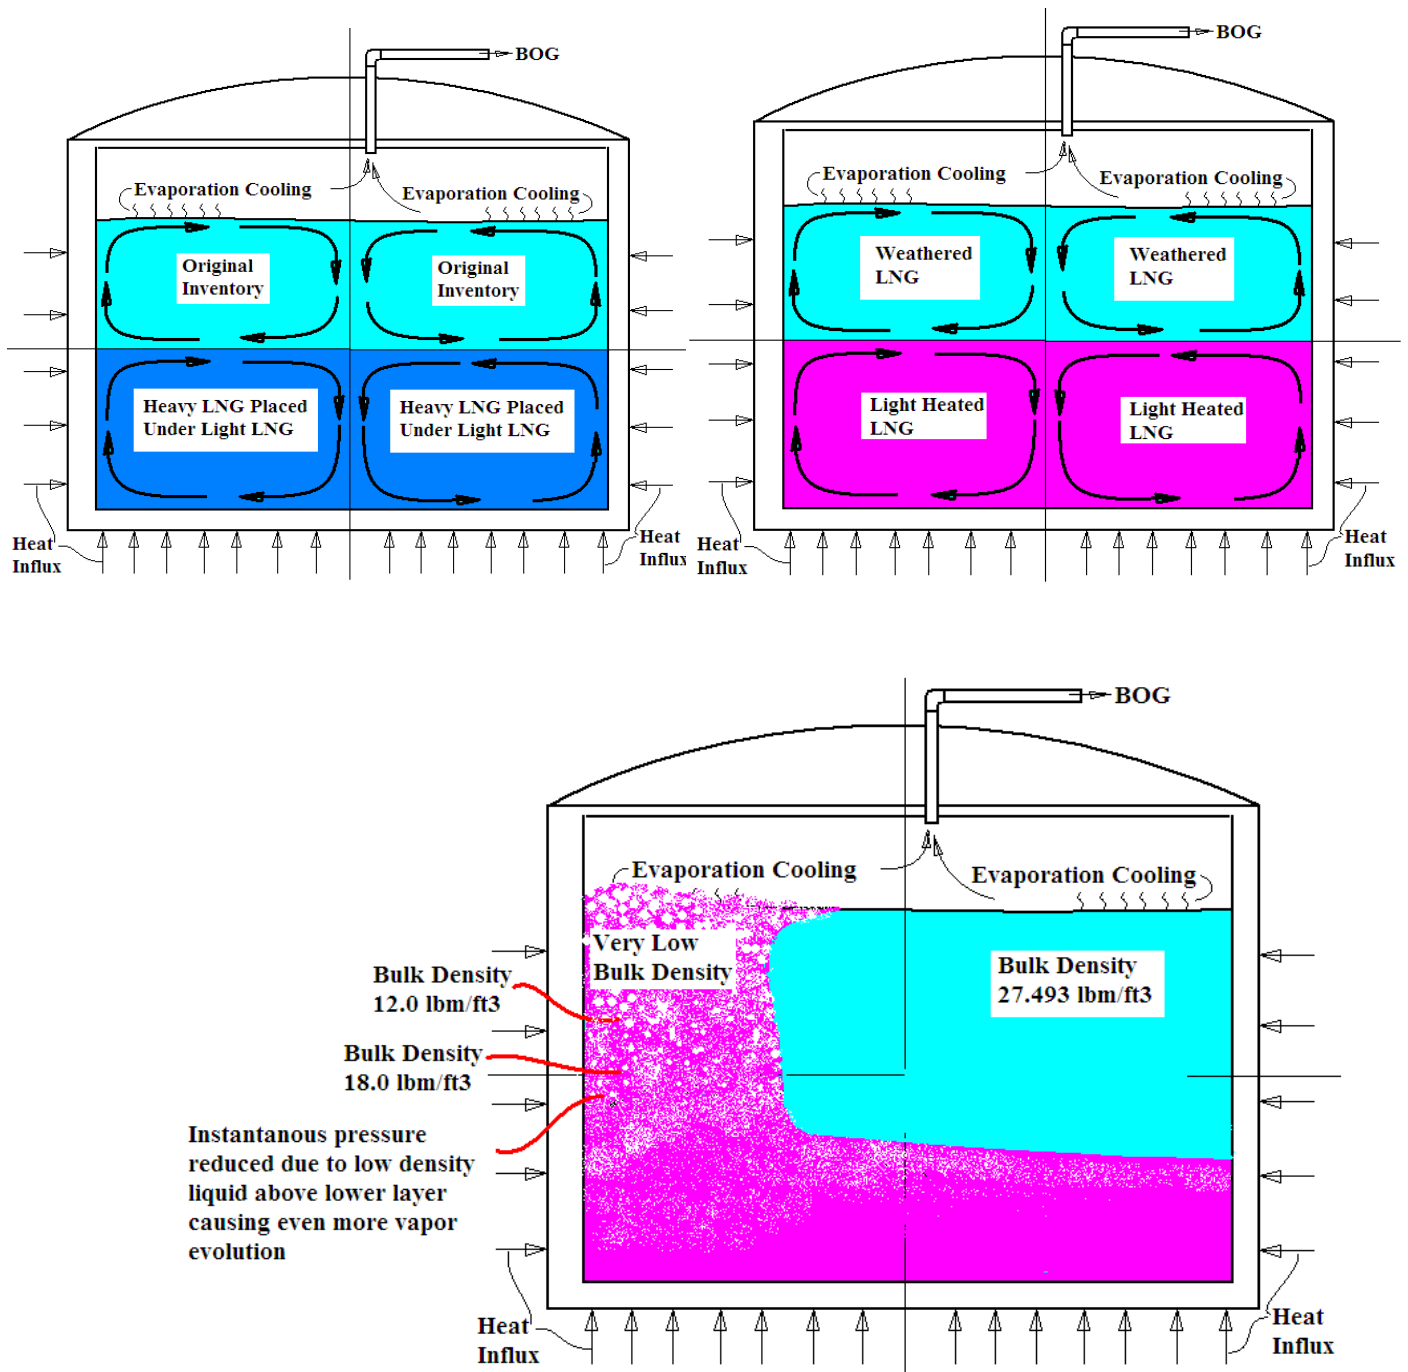 BOG
Evaporation Cooling
Evaporation Cooling
Original
Inventory
Original
Inventory
Heavy LNG Placed
Under Light LNG
Heavy LNG Placed
Under Light LNG
Heat
Influx
Heat
Influx
BOG
Evaporation Cooling
Evaporation Cooling
Weathered
LNG
Weathered
LNG
Light Heated
LNG
Light Heated
LNG
Heat
Influx
Heat
Influx
BOG
Evaporation Cooling
Evaporation Cooling
Very Low
Bulk Density
Bulk Density
27.493 lbm/ft3
Bulk Density
12.0 lbm/ft3
Bulk Density
18.0 lbm/ft3
Instantanous pressure
reduced due to low density
liquid above lower layer
causing even more vapor
evolution
Heat
Influx
Heat
Influx